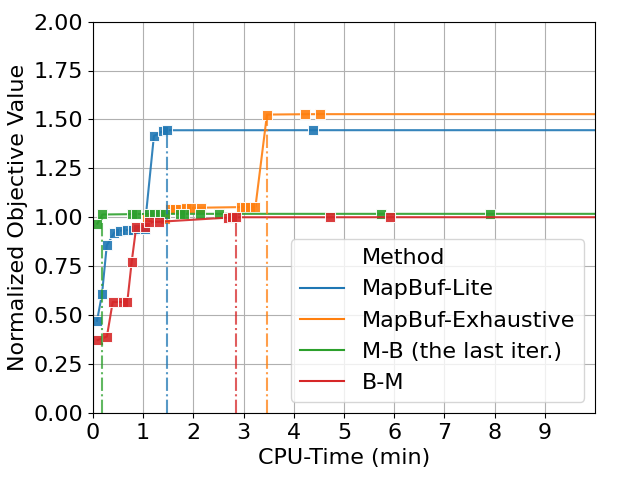 Normalized Objective Value
2.00
1.75
1.50
1.25
1.00
0.75
0.50
0.25
0.00
Method
MapBuf-Lite
MapBuf-Exhaustive
M-B (the last iter.)
B-M
0 1 2 3 4 5 6 7 8 9
CPU-Time (min)